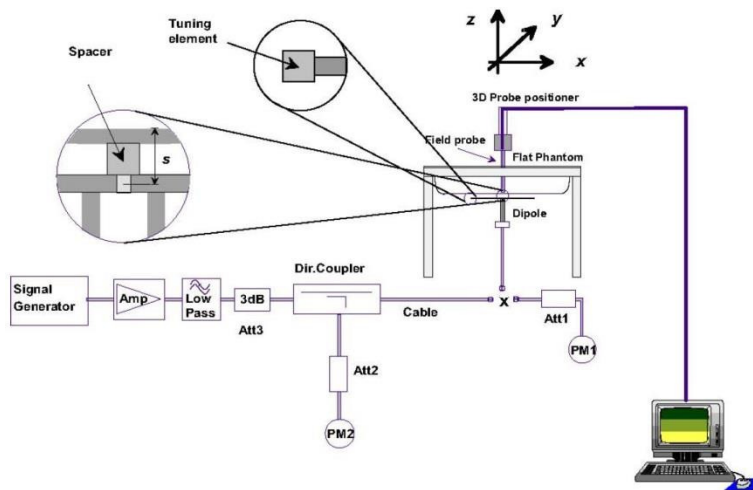 Tuning
element
Spacer
s
z
y
x
3D Probe positioner
Field probe
Flat Phantom
Dipole
Dir.Coupler
Signal
Generator
Amp
Low
Pass
3dB
Att3
Cable
x
Att1
PM1
Att2
PM2